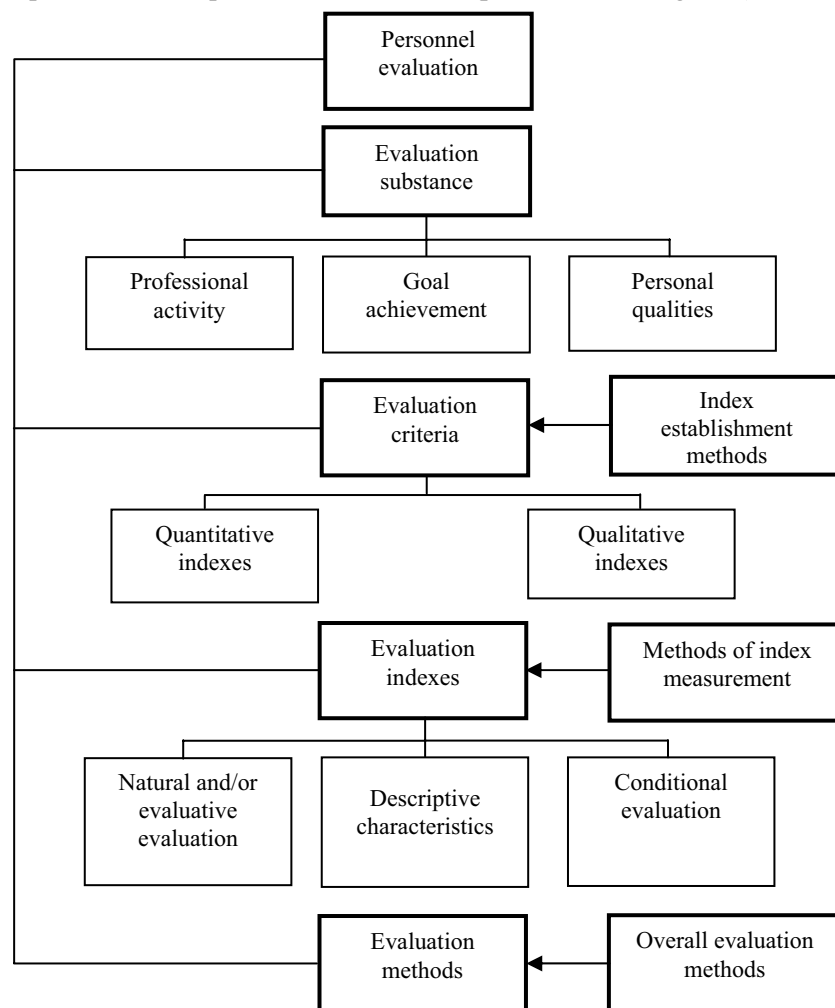 Personnel
evaluation
Evaluation
substance
Professional
activity
Goal
achievement
Personal
qualities
Evaluation
criteria
Index
establishment
methods
Quantitative
indexes
Qualitative
indexes
Evaluation
indexes
Methods of index
measurement
Natural and/or
evaluative
evaluation
Descriptive
characteristics
Conditional
evaluation
Evaluation
methods
Overall evaluation
methods